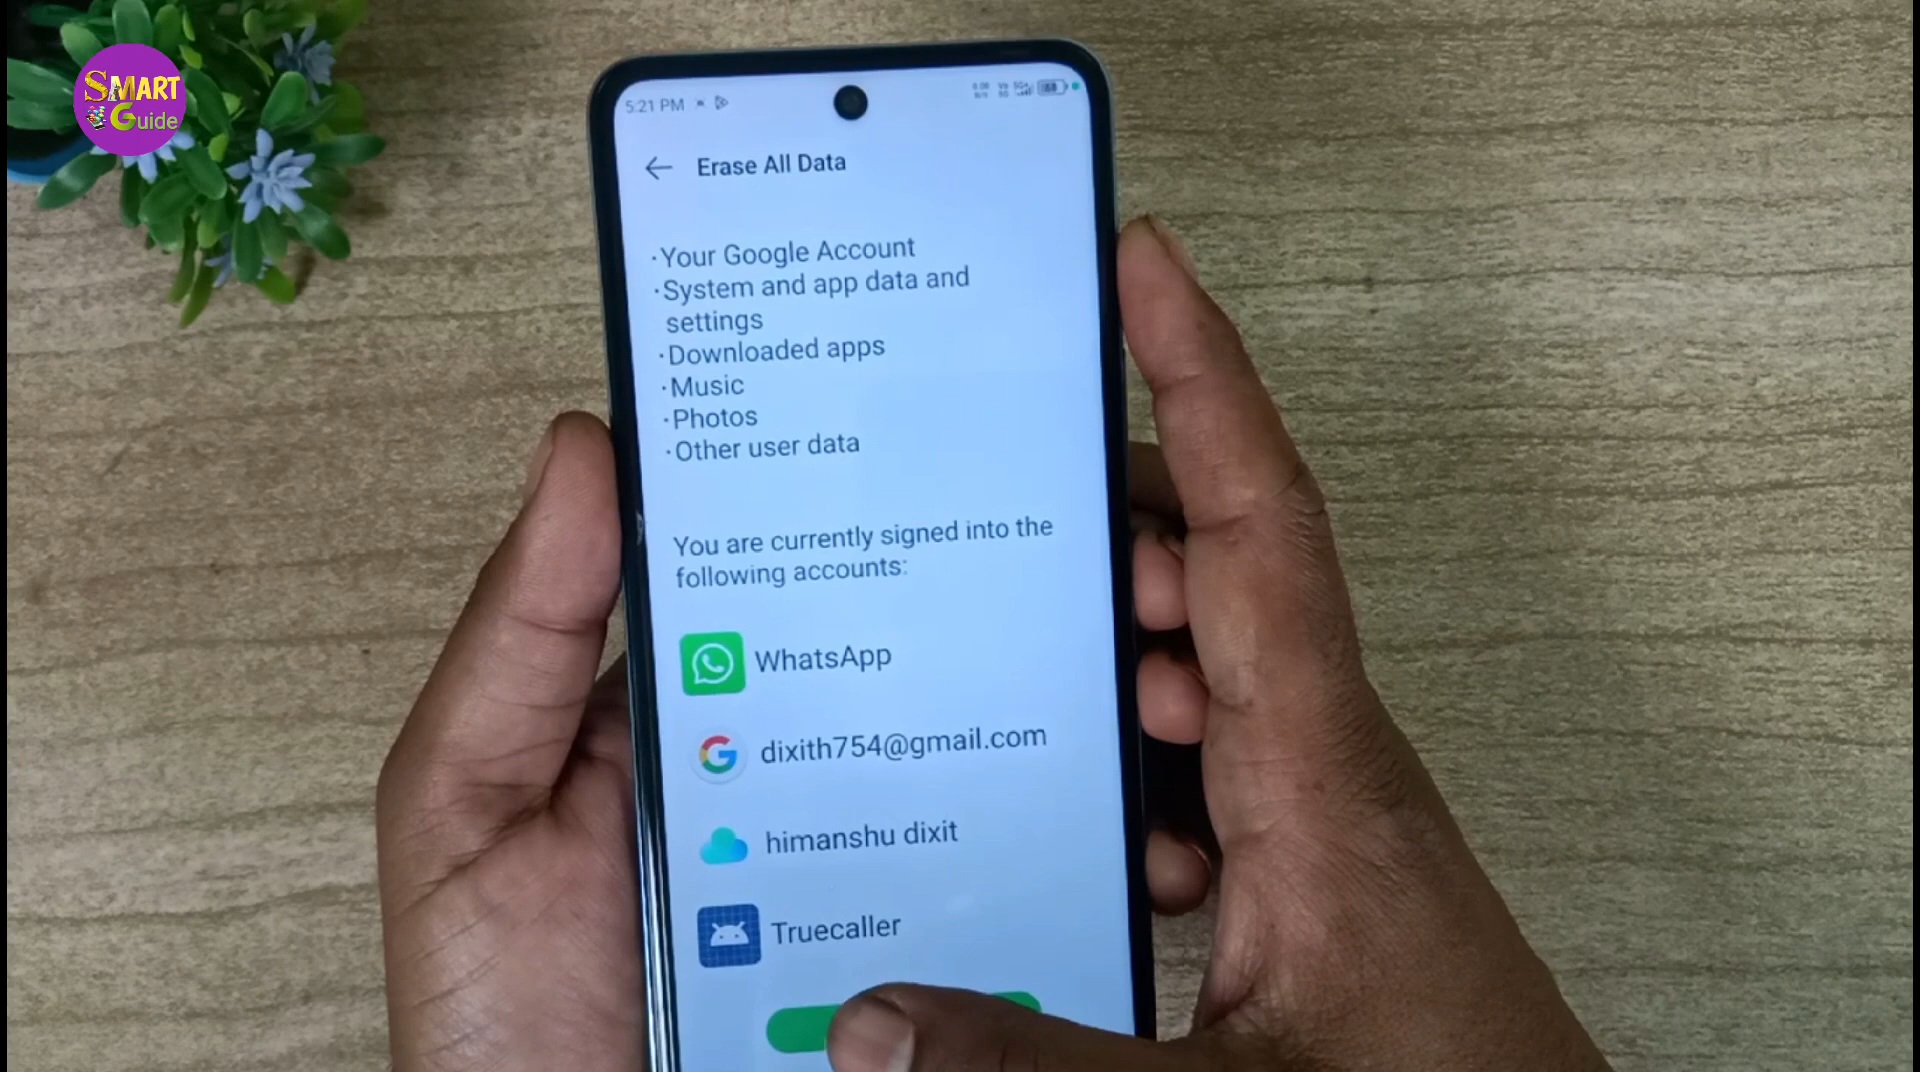 SMART
Guide
5:21 PM
Erase All Data
·Your Google Account
·System and app data and
settings
·Downloaded apps
·Music
·Photos
·Other user data
You are currently signed into the
following accounts:
WhatsApp
dixith754@gmail.com
himanshu dixit
Truecaller